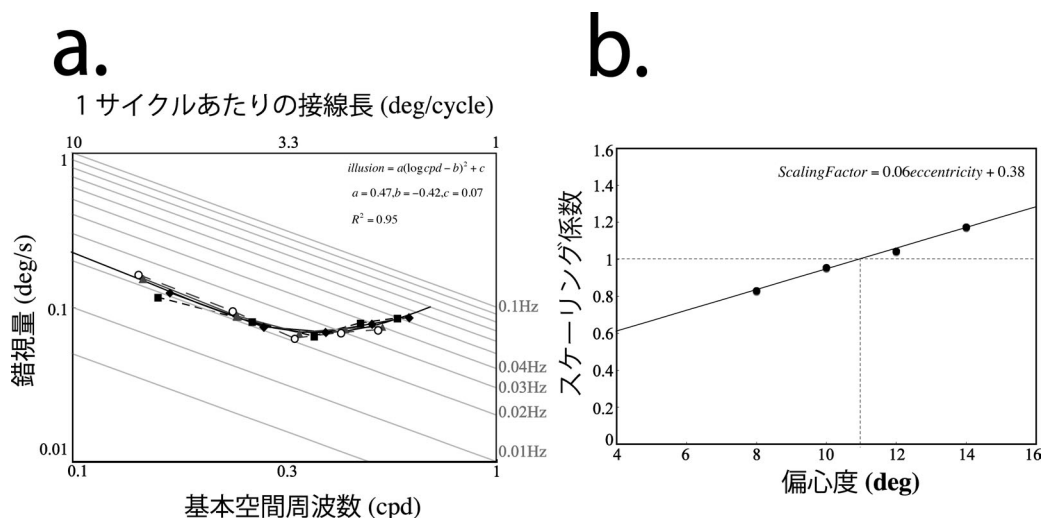 a.
1サイクルあたりの接線長 (deg/cycle)
10
3.3
1
1
0.1
0.01
錯視量 (deg/s)
illusion = a(logcpd − b)² + c
a = 0.47,b = −0.42,c = 0.07
R² = 0.95
0.1Hz
0.04Hz
0.03Hz
0.02Hz
0.01Hz
0.1
0.3
1
基本空間周波数 (cpd)
b.
ScalingFactor = 0.06eccentricity + 0.38
スケーリング係数
1.6
1.4
1.2
1
0.8
0.6
0.4
0.2
0
4
6
8
10
12
14
16
偏心度 (deg)